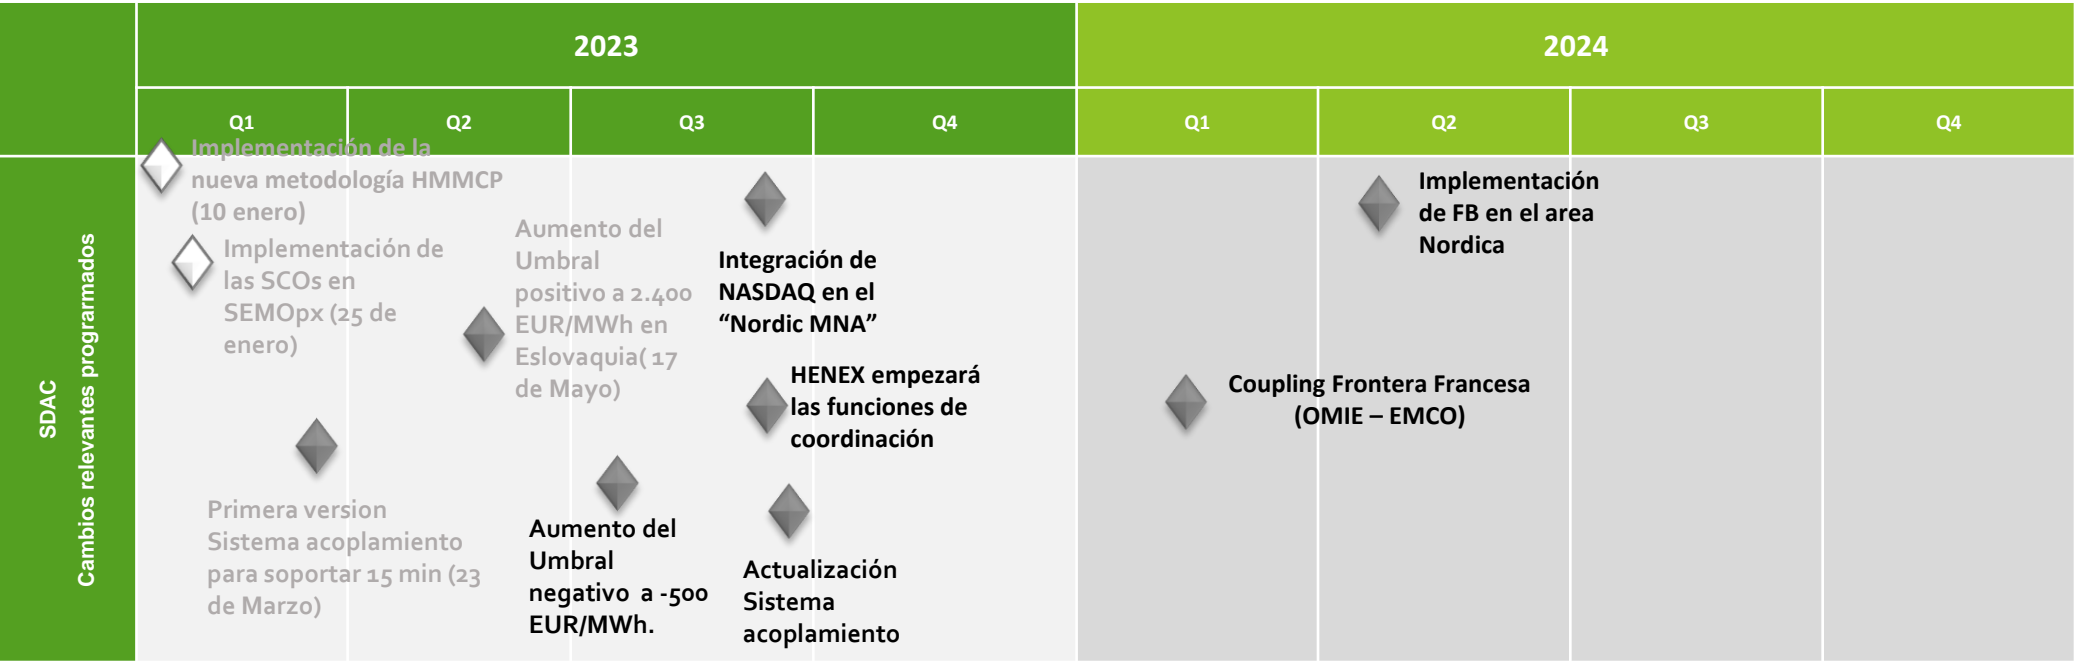 2023
2024
Q1
Q2
Q3
Q4
Q1
Q2
Q3
Q4
SDAC
Cambios relevantes programados
Implementación de la
nueva metodología HMMCP
(10 enero)
Implementación de
las SCOs en
SEMOpx (25 de
enero)
Primera version
Sistema acoplamiento
para soportar 15 min (23
de Marzo)
Aumento del
Umbral
positivo a 2.400
EUR/MWh en
Eslovaquia( 17
de Mayo)
Aumento del
Umbral
negativo a -500
EUR/MWh.
Integración de
NASDAQ en el
“Nordic MNA”
HENEX empezará
las funciones de
coordinación
Actualización
Sistema
acoplamiento
Coupling Frontera Francesa
(OMIE – EMCO)
Implementación
de FB en el area
Nordica